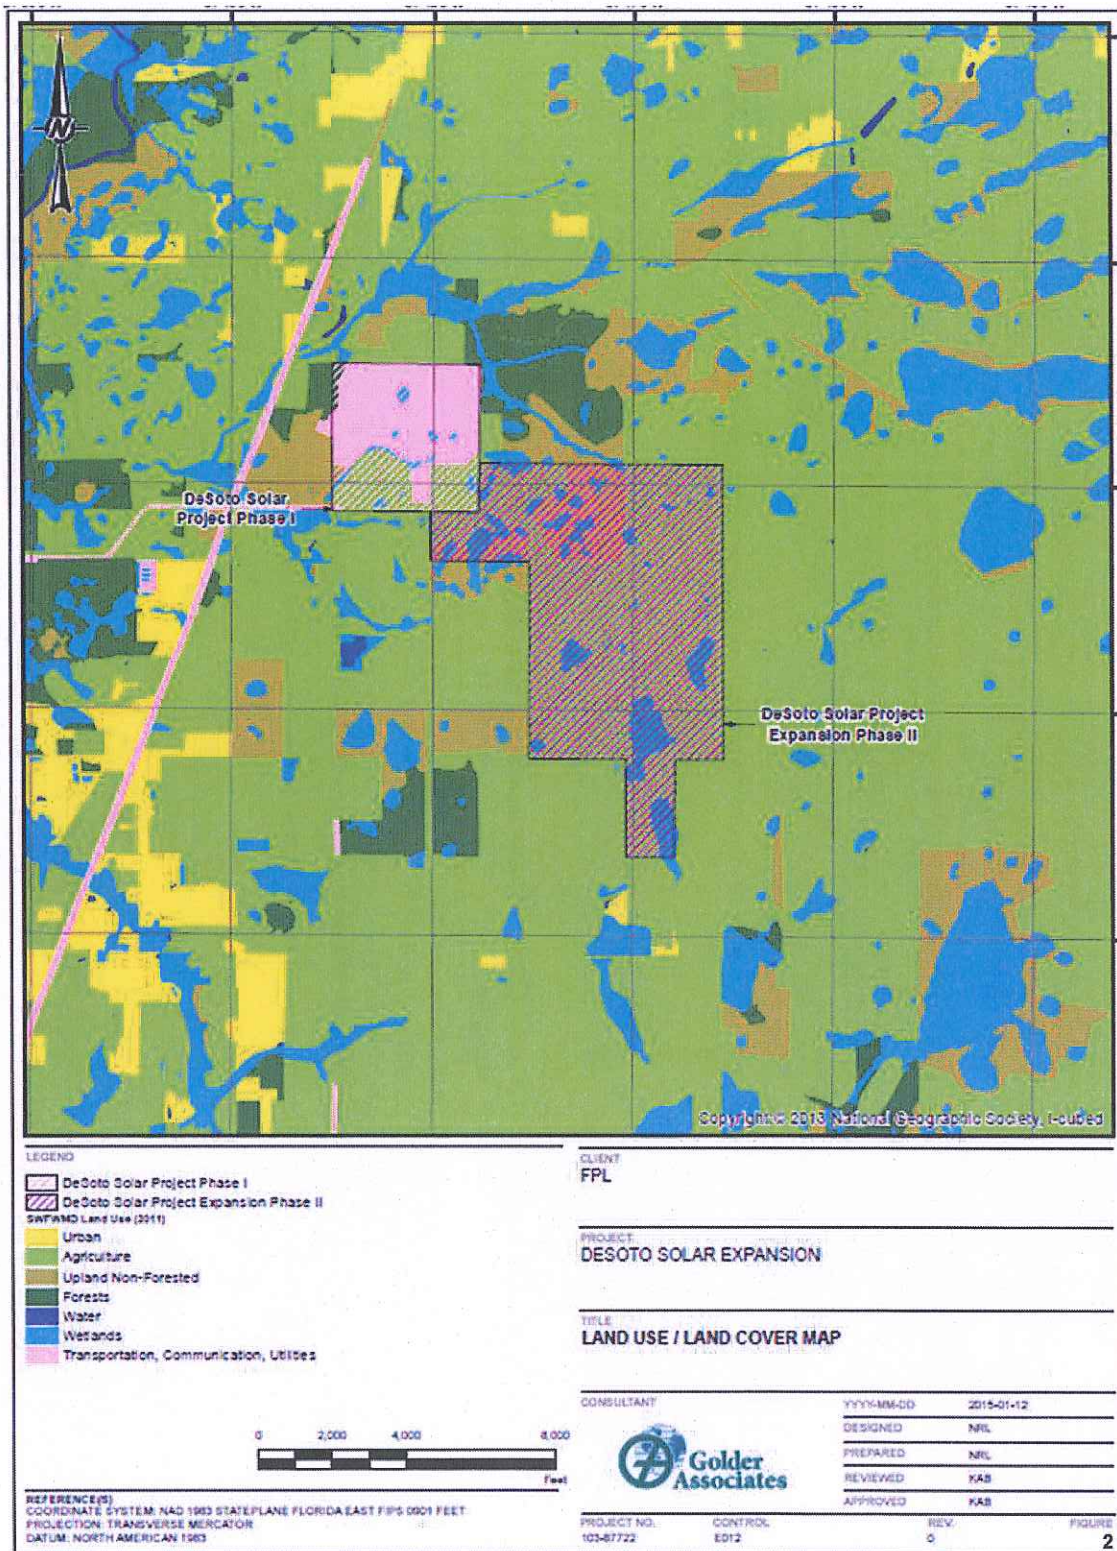 N
DeSoto Solar
Project Phase I
DeSoto Solar Project
Expansion Phase II
Copyright:© 2013 National Geographic Society, i-cubed
LEGEND
DeSoto Solar Project Phase I
DeSoto Solar Project Expansion Phase II
SWFWMD Land Use (2011)
Urban
Agriculture
Upland Non-Forested
Forests
Water
Wetlands
Transportation, Communication, Utilities
0 2,000 4,000 8,000
Feet
REFERENCE(S)
COORDINATE SYSTEM: NAD 1983 STATEPLANE FLORIDA EAST FIPS 0901 FEET
PROJECTION: TRANSVERSE MERCATOR
DATUM: NORTH AMERICAN 1983
CLIENT
FPL
PROJECT
DESOTO SOLAR EXPANSION
TITLE
LAND USE / LAND COVER MAP
CONSULTANT
Golder
Associates
YYYY-MM-DD 2015-01-12
DESIGNED NRL
PREPARED NRL
REVIEWED KAB
APPROVED KAB
PROJECT NO. CONTROL REV. FIGURE
103-87722 E012 0 2